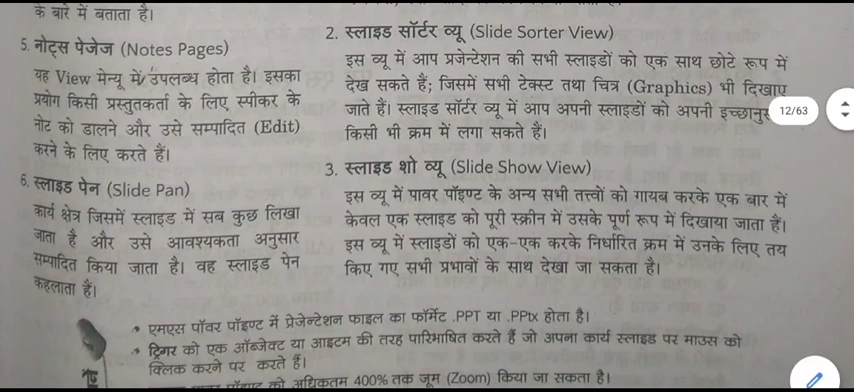 के बारे में बताता है।
5. नोट्स पेजेज (Notes Pages)
यह View मेन्यू में उपलब्ध होता है। इसका
प्रयोग किसी प्रस्तुतकर्ता के लिए स्पीकर के
नोट को डालने और उसे सम्पादित (Edit)
करने के लिए करते हैं।
6. स्लाइड पेन (Slide Pan)
कार्य क्षेत्र जिसमें स्लाइड में सब कुछ लिखा
जाता है और उसे आवश्यकता अनुसार
सम्पादित किया जाता है। वह स्लाइड पेन
कहलाता हैं।
2. स्लाइड सॉर्टर व्यू (Slide Sorter View)
इस व्यू में आप प्रजेन्टेशन की सभी स्लाइडों को एक साथ छोटे रूप में
देख सकते हैं; जिसमें सभी टेक्स्ट तथा चित्र (Graphics) भी दिखाए
जाते हैं। स्लाइड सॉर्टर व्यू में आप अपनी स्लाइडों को अपनी
किसी भी क्रम में लगा सकते हैं।
12/63
3. स्लाइड शो व्यू (Slide Show View)
इस व्यू में पावर पॉइण्ट के अन्य सभी तत्त्वों को गायब करके एक बार में
केवल एक स्लाइड को पूरी स्क्रीन में उसके पूर्ण रूप में दिखाया जाता हैं।
इस व्यू में स्लाइडों को एक-एक करके निर्धारित क्रम में उनके लिए तय
किए गए सभी प्रभावों के साथ देखा जा सकता है।
एमएस पॉवर पॉइण्ट में प्रेजेन्टेशन फाइल का फॉर्मेट .PPT या .PPtx होता है।
ट्रिगर को एक ऑब्जेक्ट या आइटम की तरह पारिभाषित करते हैं जो अपना कार्य स्लाइड पर माउस को
क्लिक करने पर करते हैं।
पॉइण्ट को अधिकतम 400% तक जूम (Zoom) किया जा सकता है।